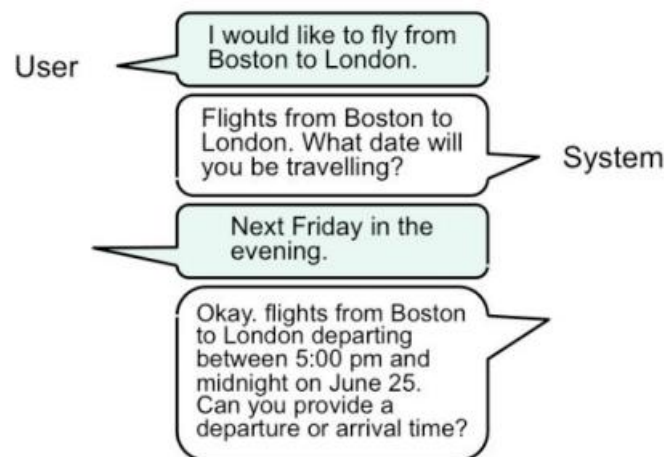 I would like to fly from
Boston to London.
User
Flights from Boston to
London. What date will
you be travelling?
System
Next Friday in the
evening.
Okay. flights from Boston
to London departing
between 5:00 pm and
midnight on June 25.
Can you provide a
departure or arrival time?